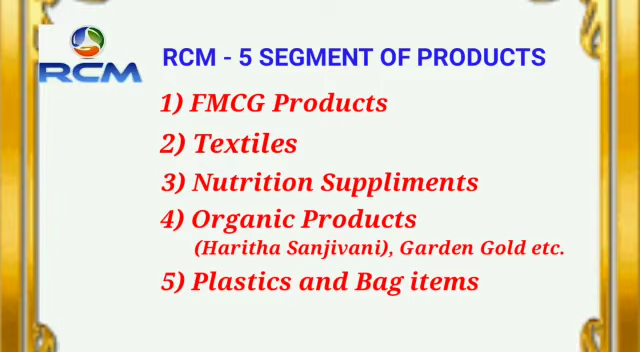 RCM
RCM - 5 SEGMENT OF PRODUCTS
1) FMCG Products
2) Textiles
3) Nutrition Suppliments
4) Organic Products
(Haritha Sanjivani), Garden Gold etc.
5) Plastics and Bag items